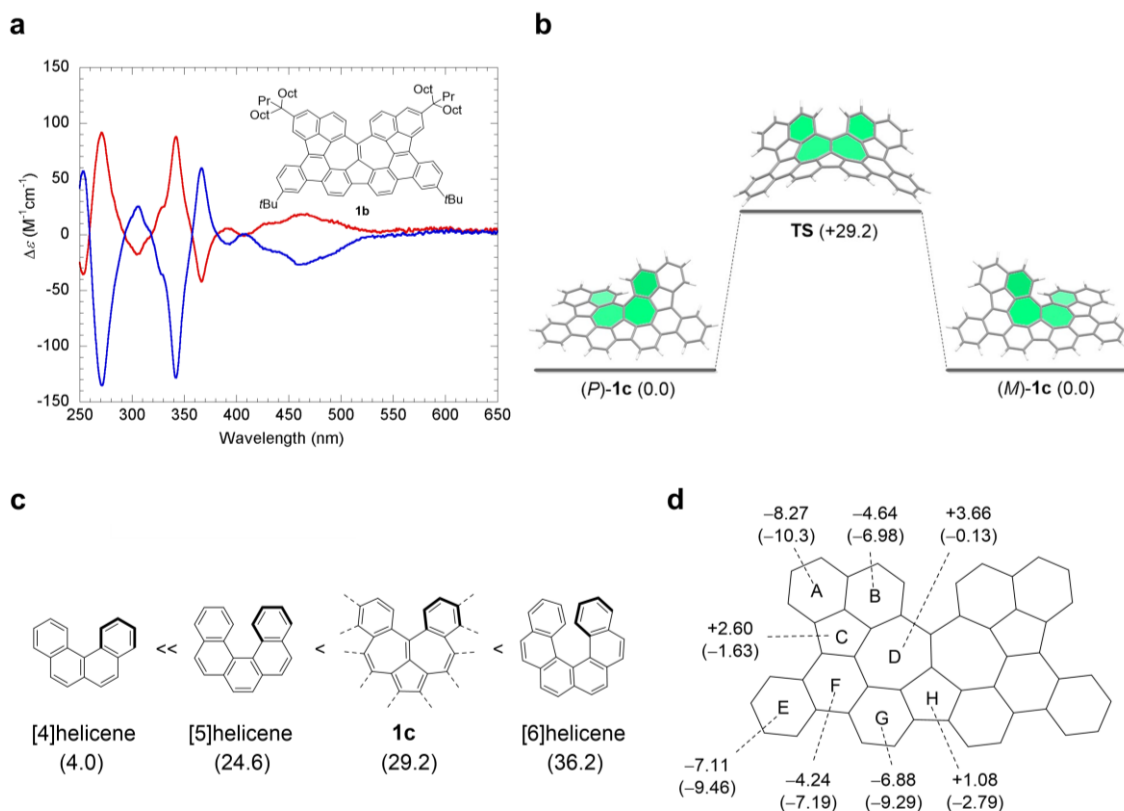 a
150
100
50
0
−50
−100
−150
250 300 350 400 450 500 550 600 650
Δε (M⁻¹cm⁻¹)
Wavelength (nm)
Oct
Pr
Oct
Oct
Pr
Oct
tBu
tBu
1b
b
TS (+29.2)
(P)-1c (0.0)
(M)-1c (0.0)
c
<<
<
<
[4]helicene
(4.0)
[5]helicene
(24.6)
1c
(29.2)
[6]helicene
(36.2)
d
−8.27
(−10.3)
−4.64
(−6.98)
+3.66
(−0.13)
A
B
+2.60
(−1.63)
C
D
E
F
G
H
−7.11
(−9.46)
−4.24
(−7.19)
−6.88
(−9.29)
+1.08
(−2.79)